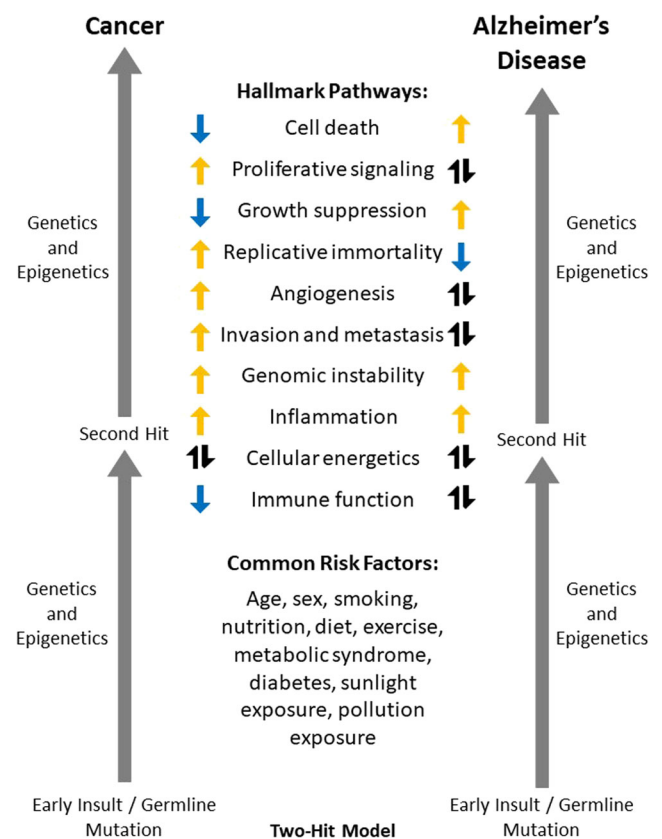 Cancer
Alzheimer's
Disease
Hallmark Pathways:
Cell death
Proliferative signaling
Growth suppression
Replicative immortality
Angiogenesis
Invasion and metastasis
Genomic instability
Inflammation
Cellular energetics
Immune function
Genetics
and
Epigenetics
Genetics
and
Epigenetics
Second Hit
Second Hit
Common Risk Factors:
Age, sex, smoking,
nutrition, diet, exercise,
metabolic syndrome,
diabetes, sunlight
exposure, pollution
exposure
Genetics
and
Epigenetics
Genetics
and
Epigenetics
Early Insult / Germline
Mutation
Two-Hit Model
Early Insult / Germline
Mutation